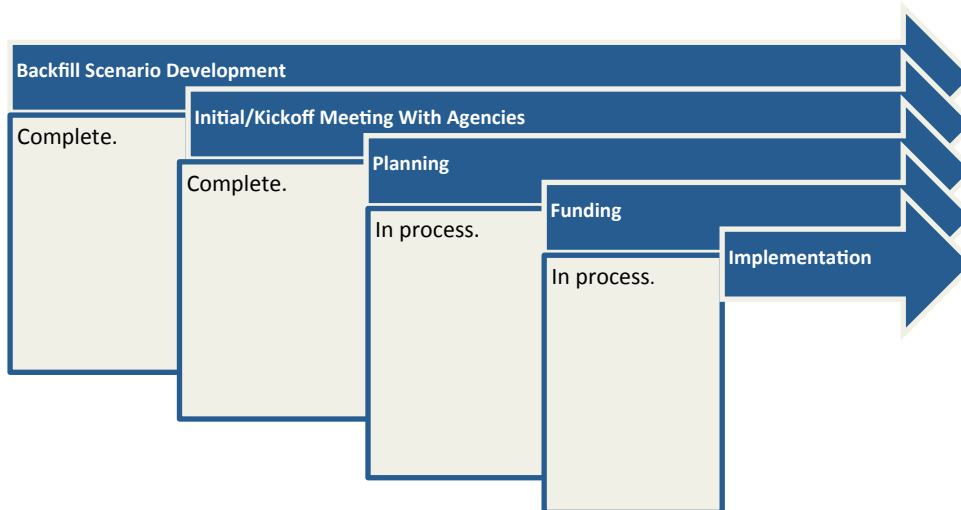 Backfill Scenario Development
Complete.
Initial/Kickoff Meeting With Agencies
Complete.
Planning
In process.
Funding
In process.
Implementation